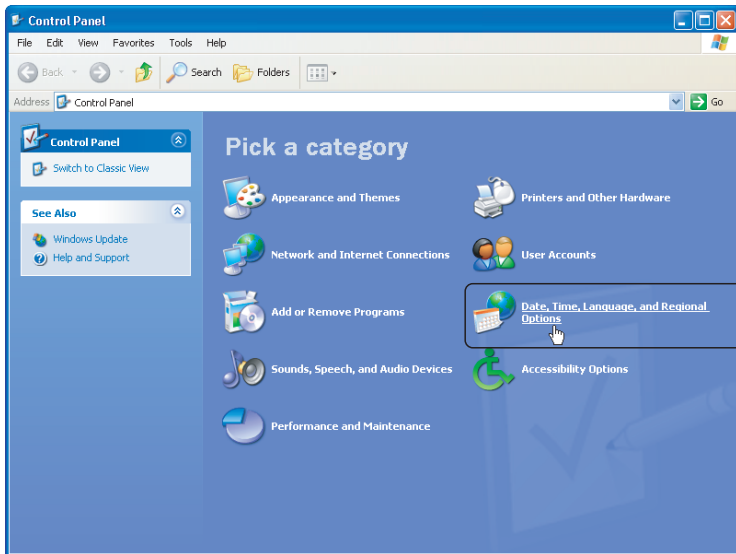 Control Panel
File Edit View Favorites Tools Help
Back Search Folders
Address Control Panel Go
Control Panel
Switch to Classic View
See Also
Windows Update
Help and Support
Pick a category
Appearance and Themes
Printers and Other Hardware
Network and Internet Connections
User Accounts
Add or Remove Programs
Date, Time, Language, and Regional
Options
Sounds, Speech, and Audio Devices
Accessibility Options
Performance and Maintenance